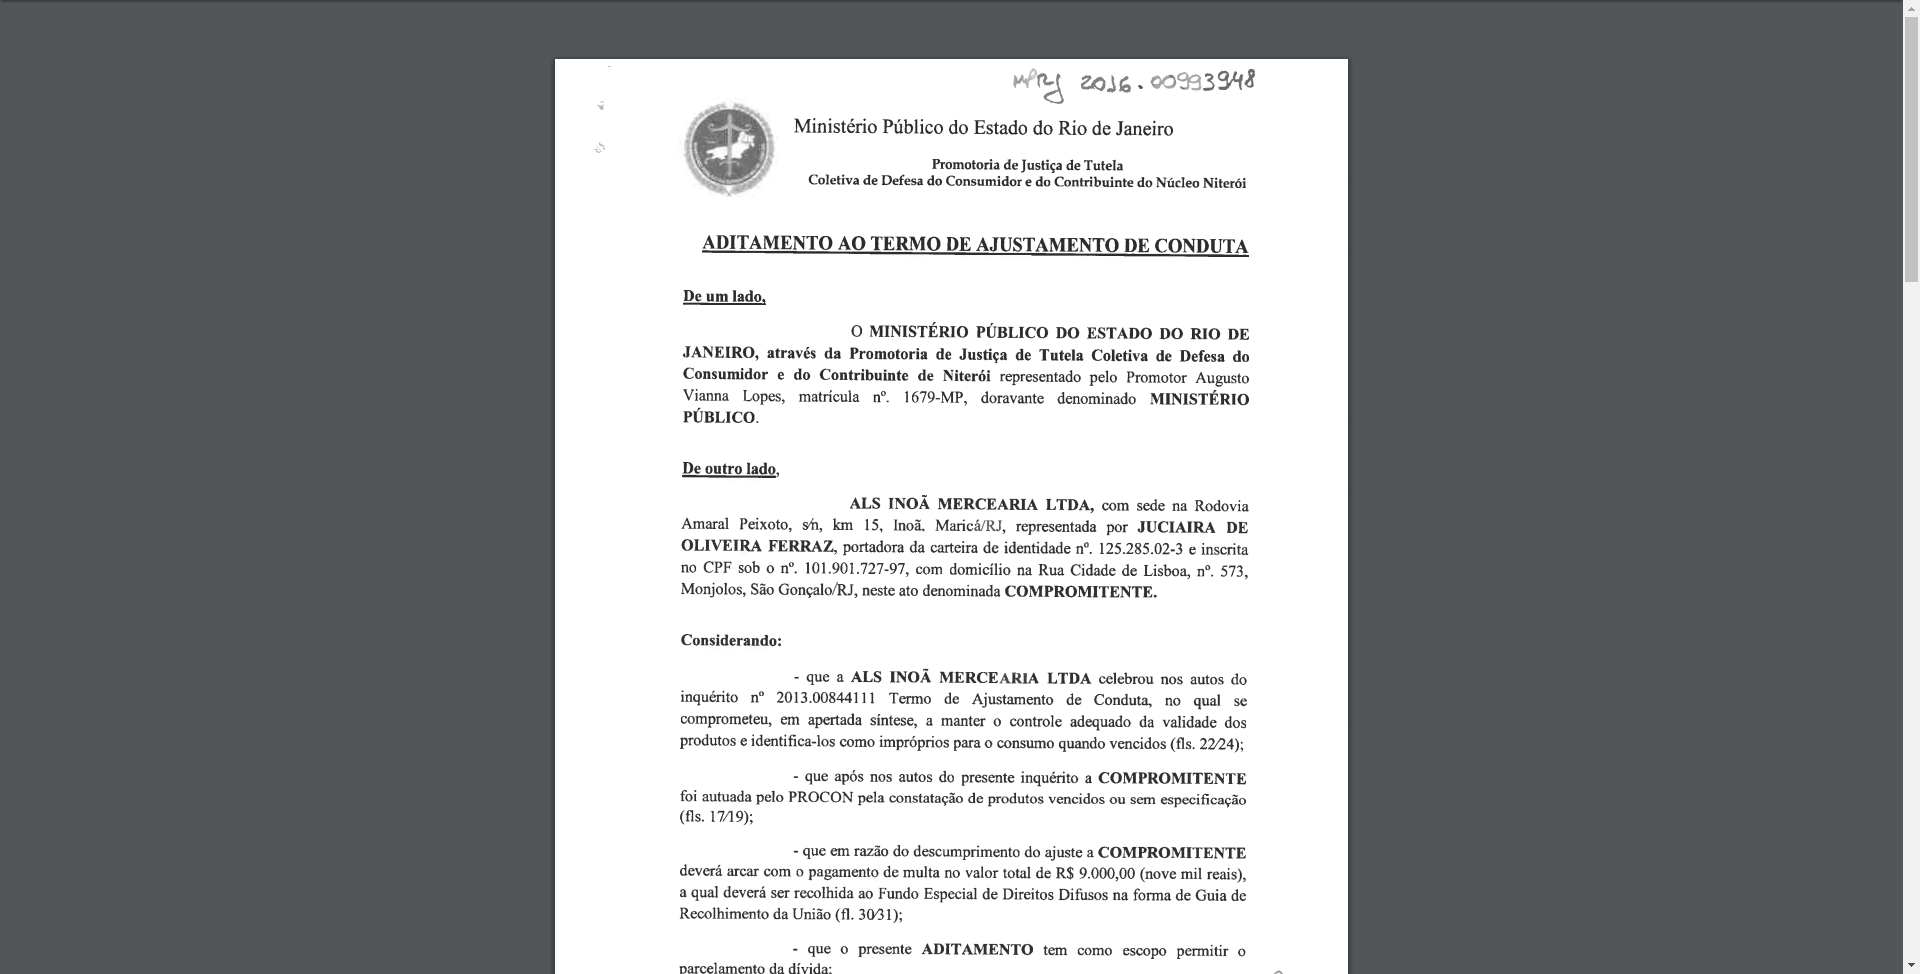 MPRJ 2016.00993948
Ministério Público do Estado do Rio de Janeiro
Promotoria de Justiça de Tutela
Coletiva de Defesa do Consumidor e do Contribuinte do Núcleo Niterói
ADITAMENTO AO TERMO DE AJUSTAMENTO DE CONDUTA
De um lado,
O MINISTÉRIO PÚBLICO DO ESTADO DO RIO DE
JANEIRO, através da Promotoria de Justiça de Tutela Coletiva de Defesa do
Consumidor e do Contribuinte de Niterói representado pelo Promotor Augusto
Vianna Lopes, matrícula nº. 1679-MP, doravante denominado MINISTÉRIO
PÚBLICO.
De outro lado,
ALS INOÃ MERCEARIA LTDA, com sede na Rodovia
Amaral Peixoto, s/n, km 15, Inoã, Maricá/RJ, representada por JUCIAIRA DE
OLIVEIRA FERRAZ, portadora da carteira de identidade nº. 125.285.02-3 e inscrita
no CPF sob o nº. 101.901.727-97, com domicílio na Rua Cidade de Lisboa, nº. 573,
Monjolos, São Gonçalo/RJ, neste ato denominada COMPROMITENTE.
Considerando:
- que a ALS INOÃ MERCEARIA LTDA celebrou nos autos do
inquérito nº 2013.00844111 Termo de Ajustamento de Conduta, no qual se
comprometeu, em apertada síntese, a manter o controle adequado da validade dos
produtos e identifica-los como impróprios para o consumo quando vencidos (fls. 22/24);
- que após nos autos do presente inquérito a COMPROMITENTE
foi autuada pelo PROCON pela constatação de produtos vencidos ou sem especificação
(fls. 17/19);
- que em razão do descumprimento do ajuste a COMPROMITENTE
deverá arcar com o pagamento de multa no valor total de R$ 9.000,00 (nove mil reais),
a qual deverá ser recolhida ao Fundo Especial de Direitos Difusos na forma de Guia de
Recolhimento da União (fl. 30/31);
- que o presente ADITAMENTO tem como escopo permitir o
parcelamento da dívida;